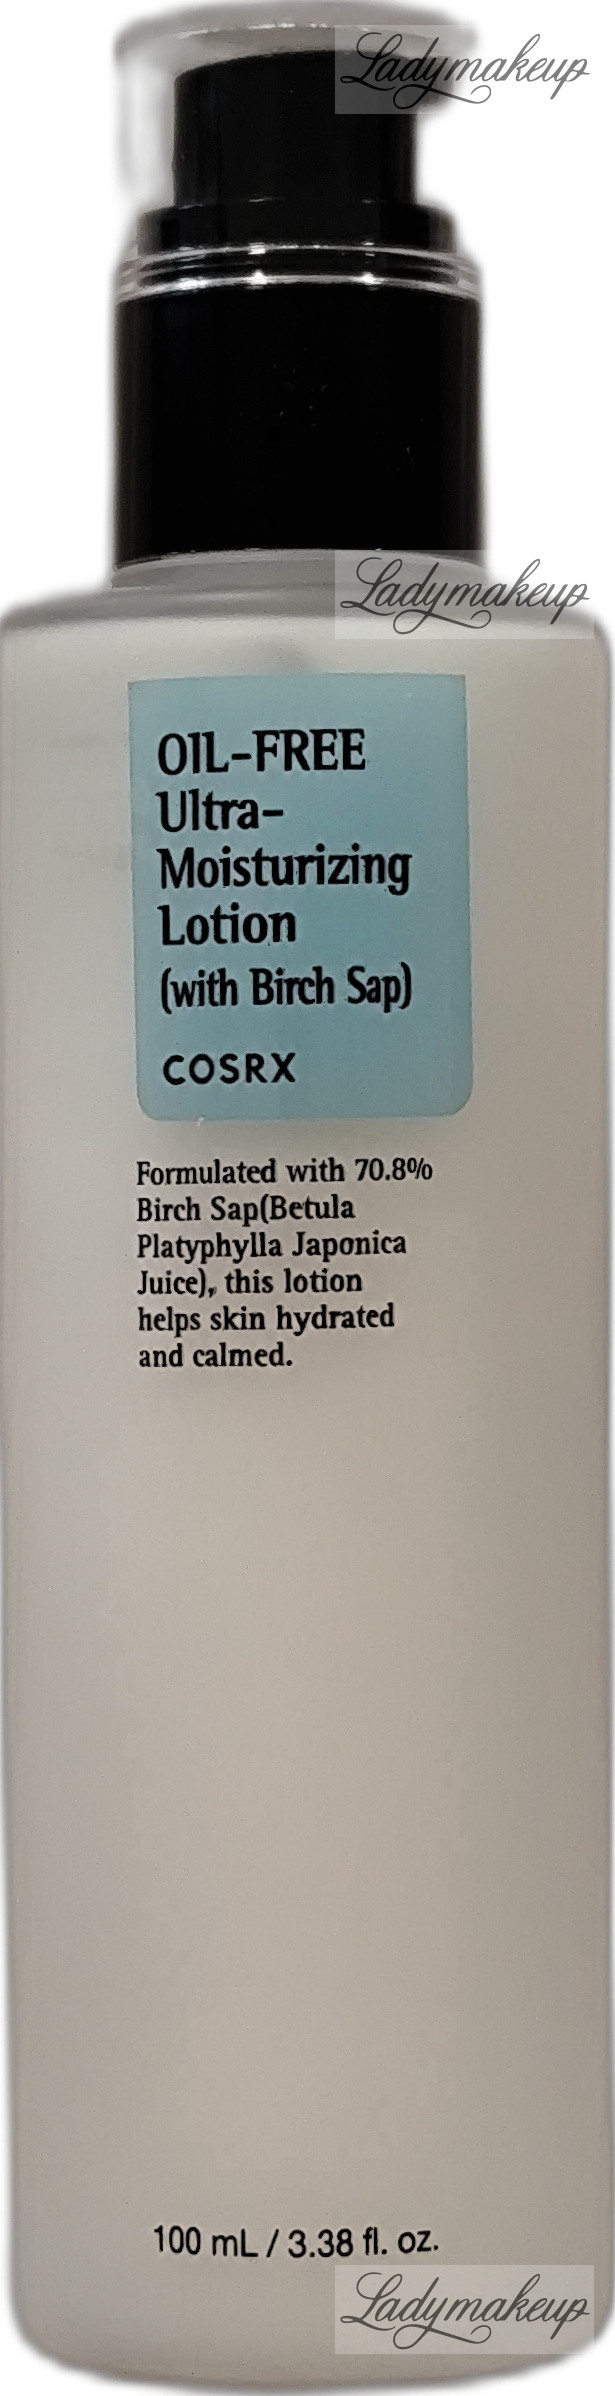 Ladymakeup
Ladymakeup
OIL-FREE
Ultra-
Moisturizing
Lotion
(with Birch Sap)
COSRX
Formulated with 70.8%
Birch Sap(Betula
Platyphylla Japonica
Juice), this lotion
helps skin hydrated
and calmed.
100 mL / 3.38 fl. oz.
Ladymakeup